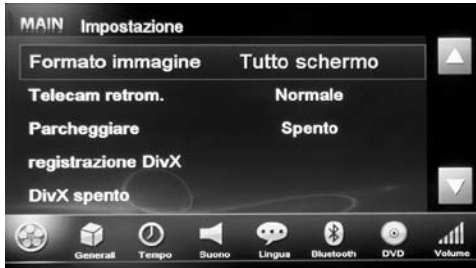 MAIN Impostazione
Formato immagine Tutto schermo
Telecam retrom. Normale
Parcheggiare Spento
registrazione DivX
DivX spento
Generali Tempo Suono Lingua Bluetooth DVD Volume